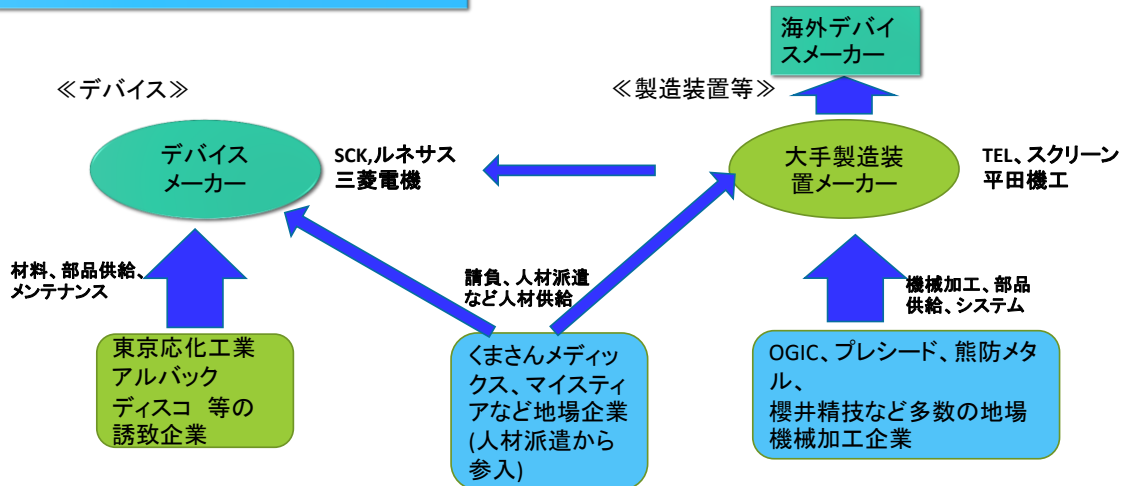 海外デバイ
スメーカー
≪デバイス≫
≪製造装置等≫
デバイス
メーカー
SCK,ルネサス
三菱電機
大手製造装
置メーカー
TEL、スクリーン
平田機工
材料、部品供給、
メンテナンス
請負、人材派遣
など人材供給
機械加工、部品
供給、システム
東京応化工業
アルバック
ディスコ 等の
誘致企業
くまさんメディッ
クス、マイスティ
アなど地場企業
(人材派遣から
参入)
OGIC、プレシード、熊防メタ
ル、
櫻井精技など多数の地場
機械加工企業